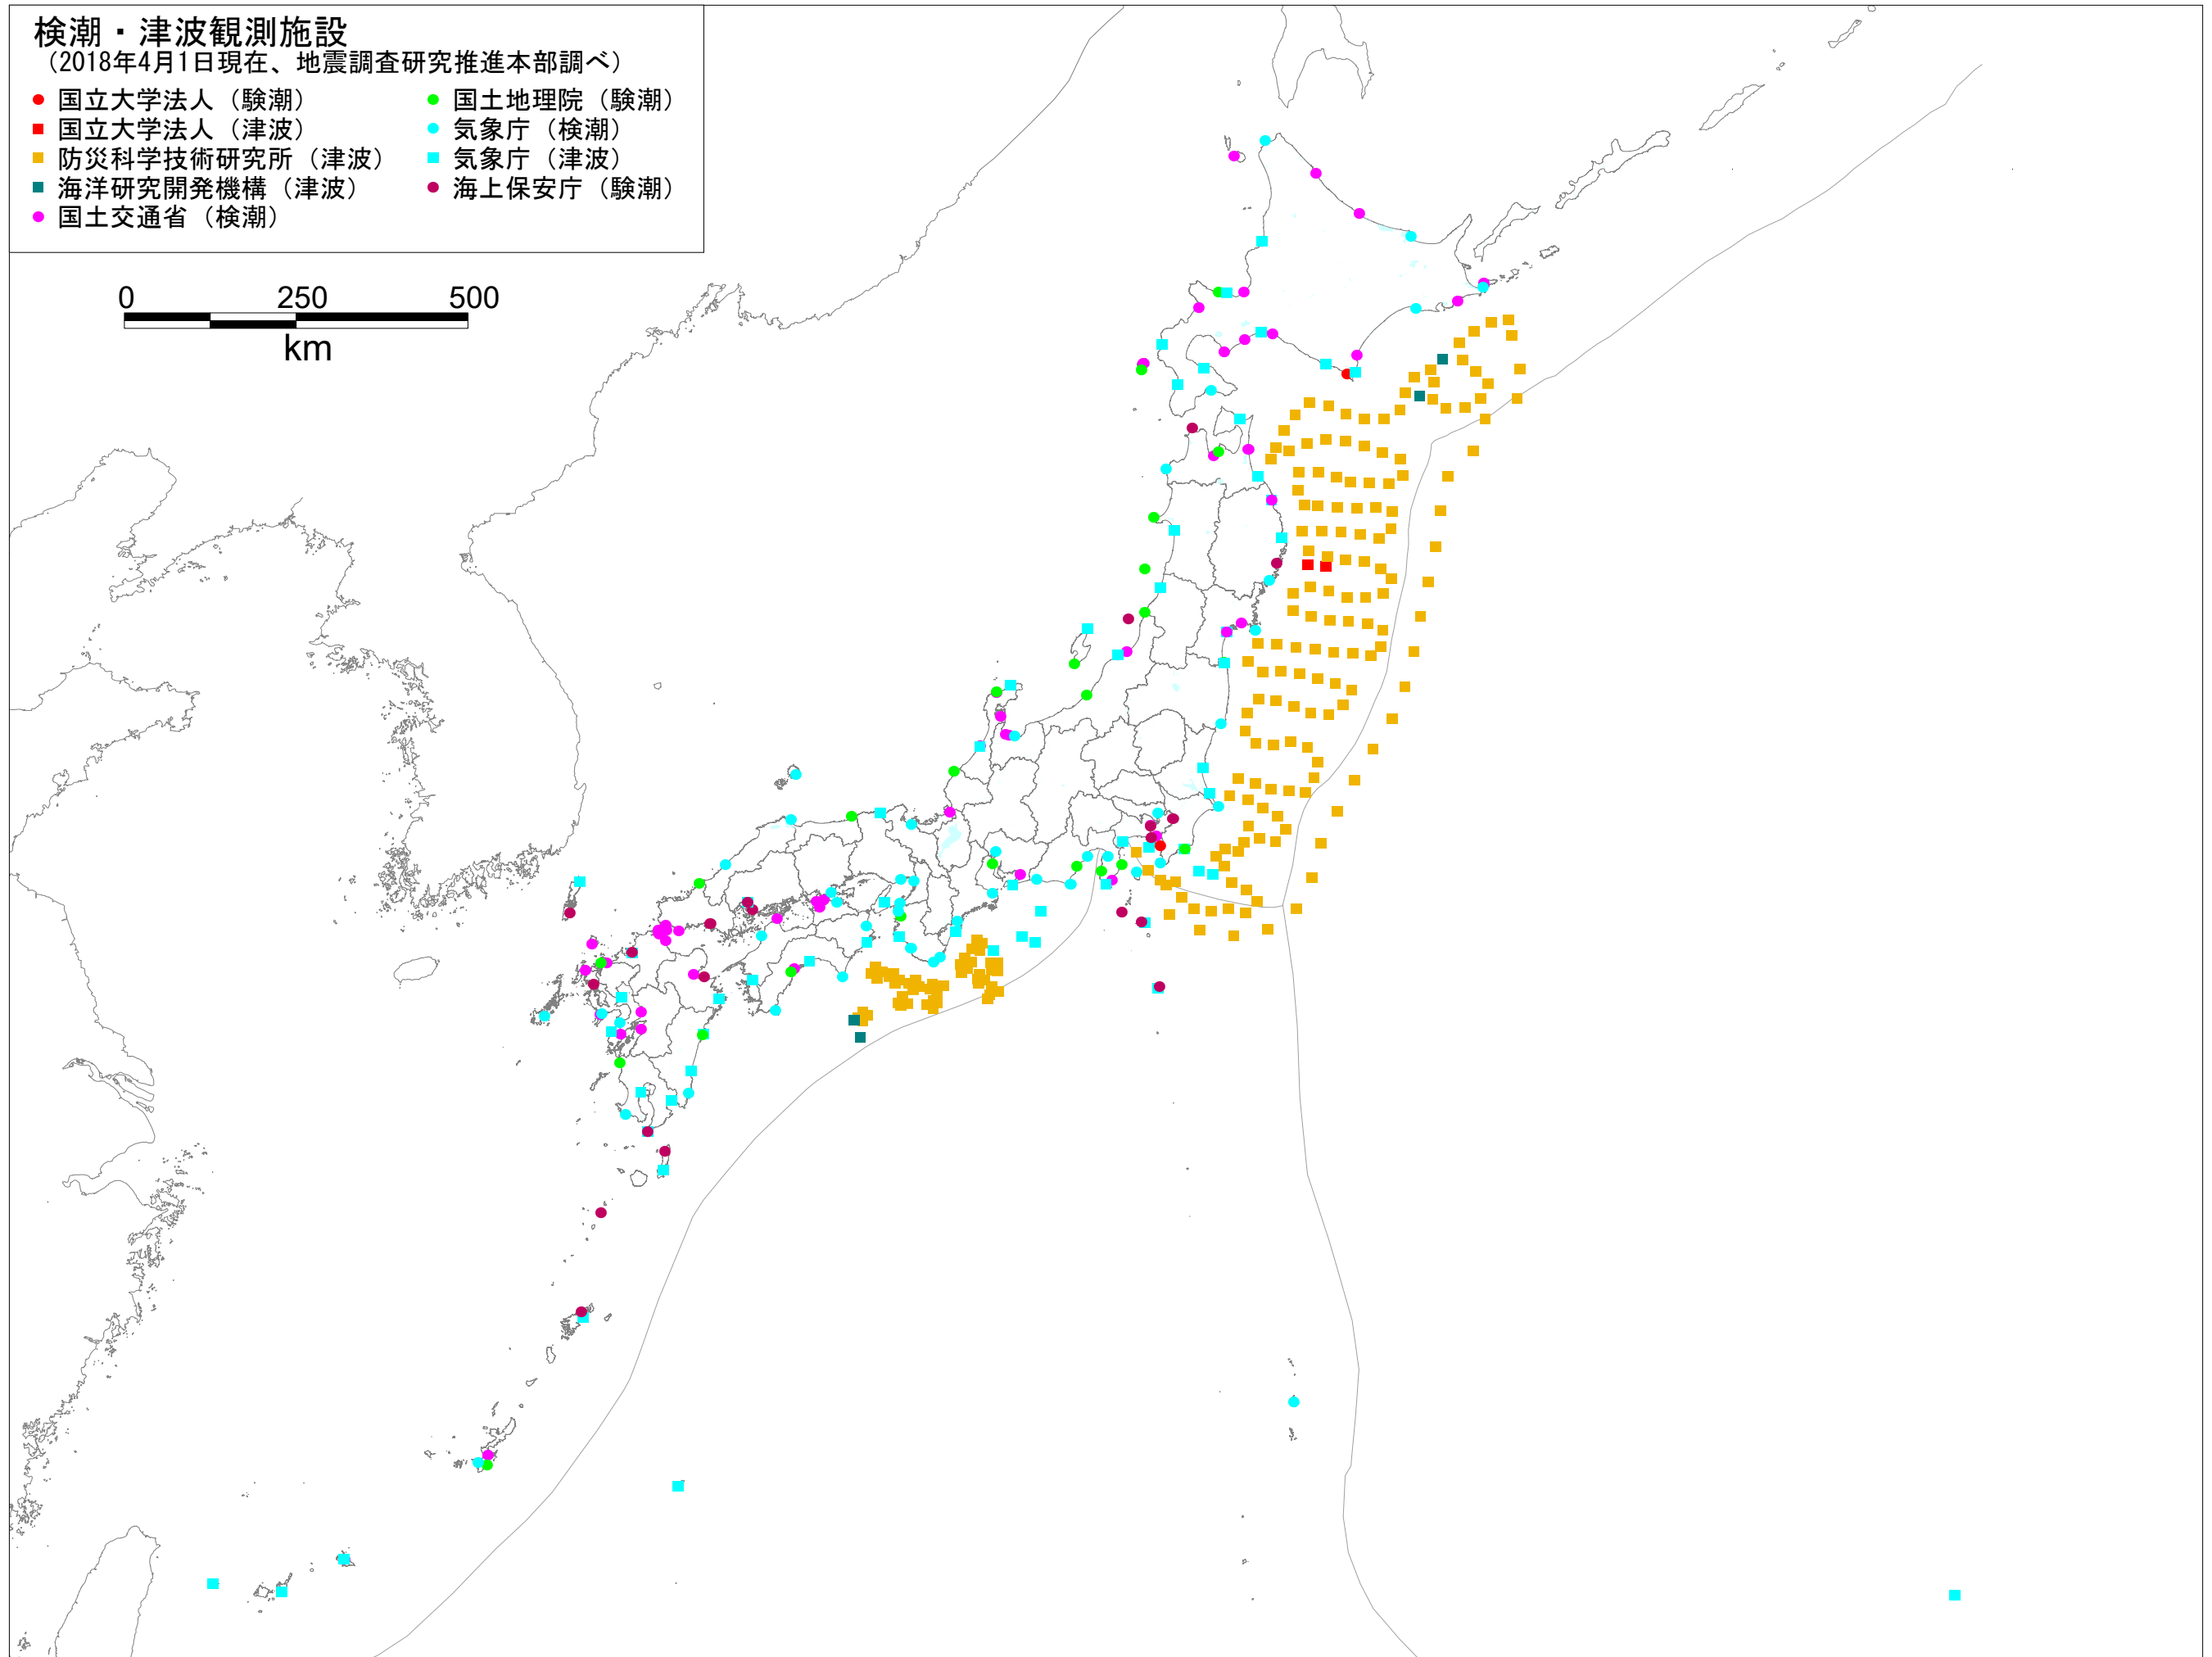 検潮・津波観測施設
（2018年4月1日現在、地震調査研究推進本部調べ）
国立大学法人（験潮）
国立大学法人（津波）
防災科学技術研究所（津波）
海洋研究開発機構（津波）
国土交通省（検潮）
国土地理院（験潮）
気象庁（検潮）
気象庁（津波）
海上保安庁（験潮）
0 250 500
km